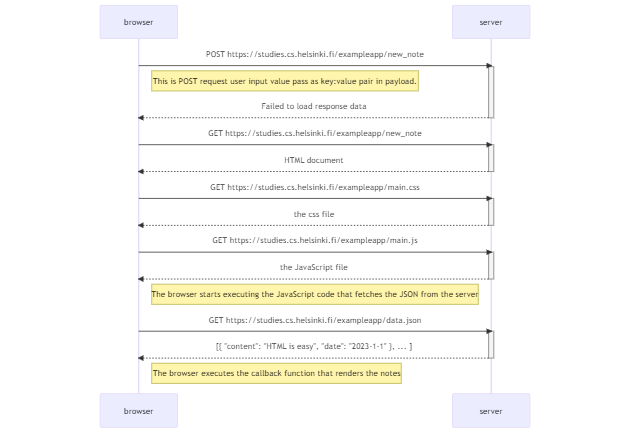 browser
server
POST https://studies.cs.helsinki.fi/exampleapp/new_note
This is POST request user input value pass as key:value pair in payload.
Failed to load response data
GET https://studies.cs.helsinki.fi/exampleapp/new_note
HTML document
GET https://studies.cs.helsinki.fi/exampleapp/main.css
the css file
GET https://studies.cs.helsinki.fi/exampleapp/main.js
the JavaScript file
The browser starts executing the JavaScript code that fetches the JSON from the server
GET https://studies.cs.helsinki.fi/exampleapp/data.json
[{ "content": "HTML is easy", "date": "2023-1-1" }, ... ]
The browser executes the callback function that renders the notes
browser
server